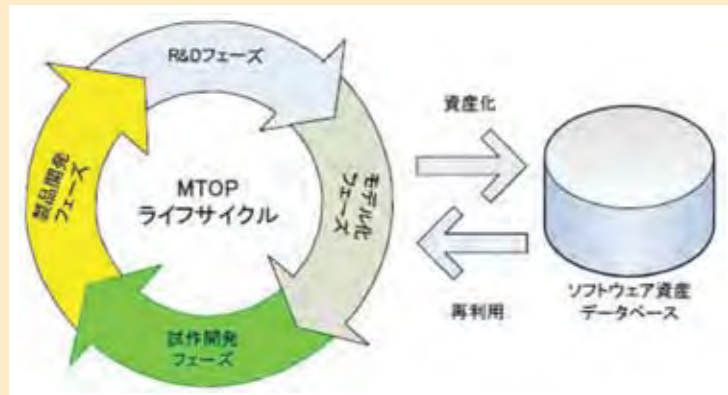 R&Dフェーズ
モデル化
フェーズ
試作開発
フェーズ
製品開発
フェーズ
MTOP
ライフサイクル
資産化
再利用
ソフトウェア資産
データベース